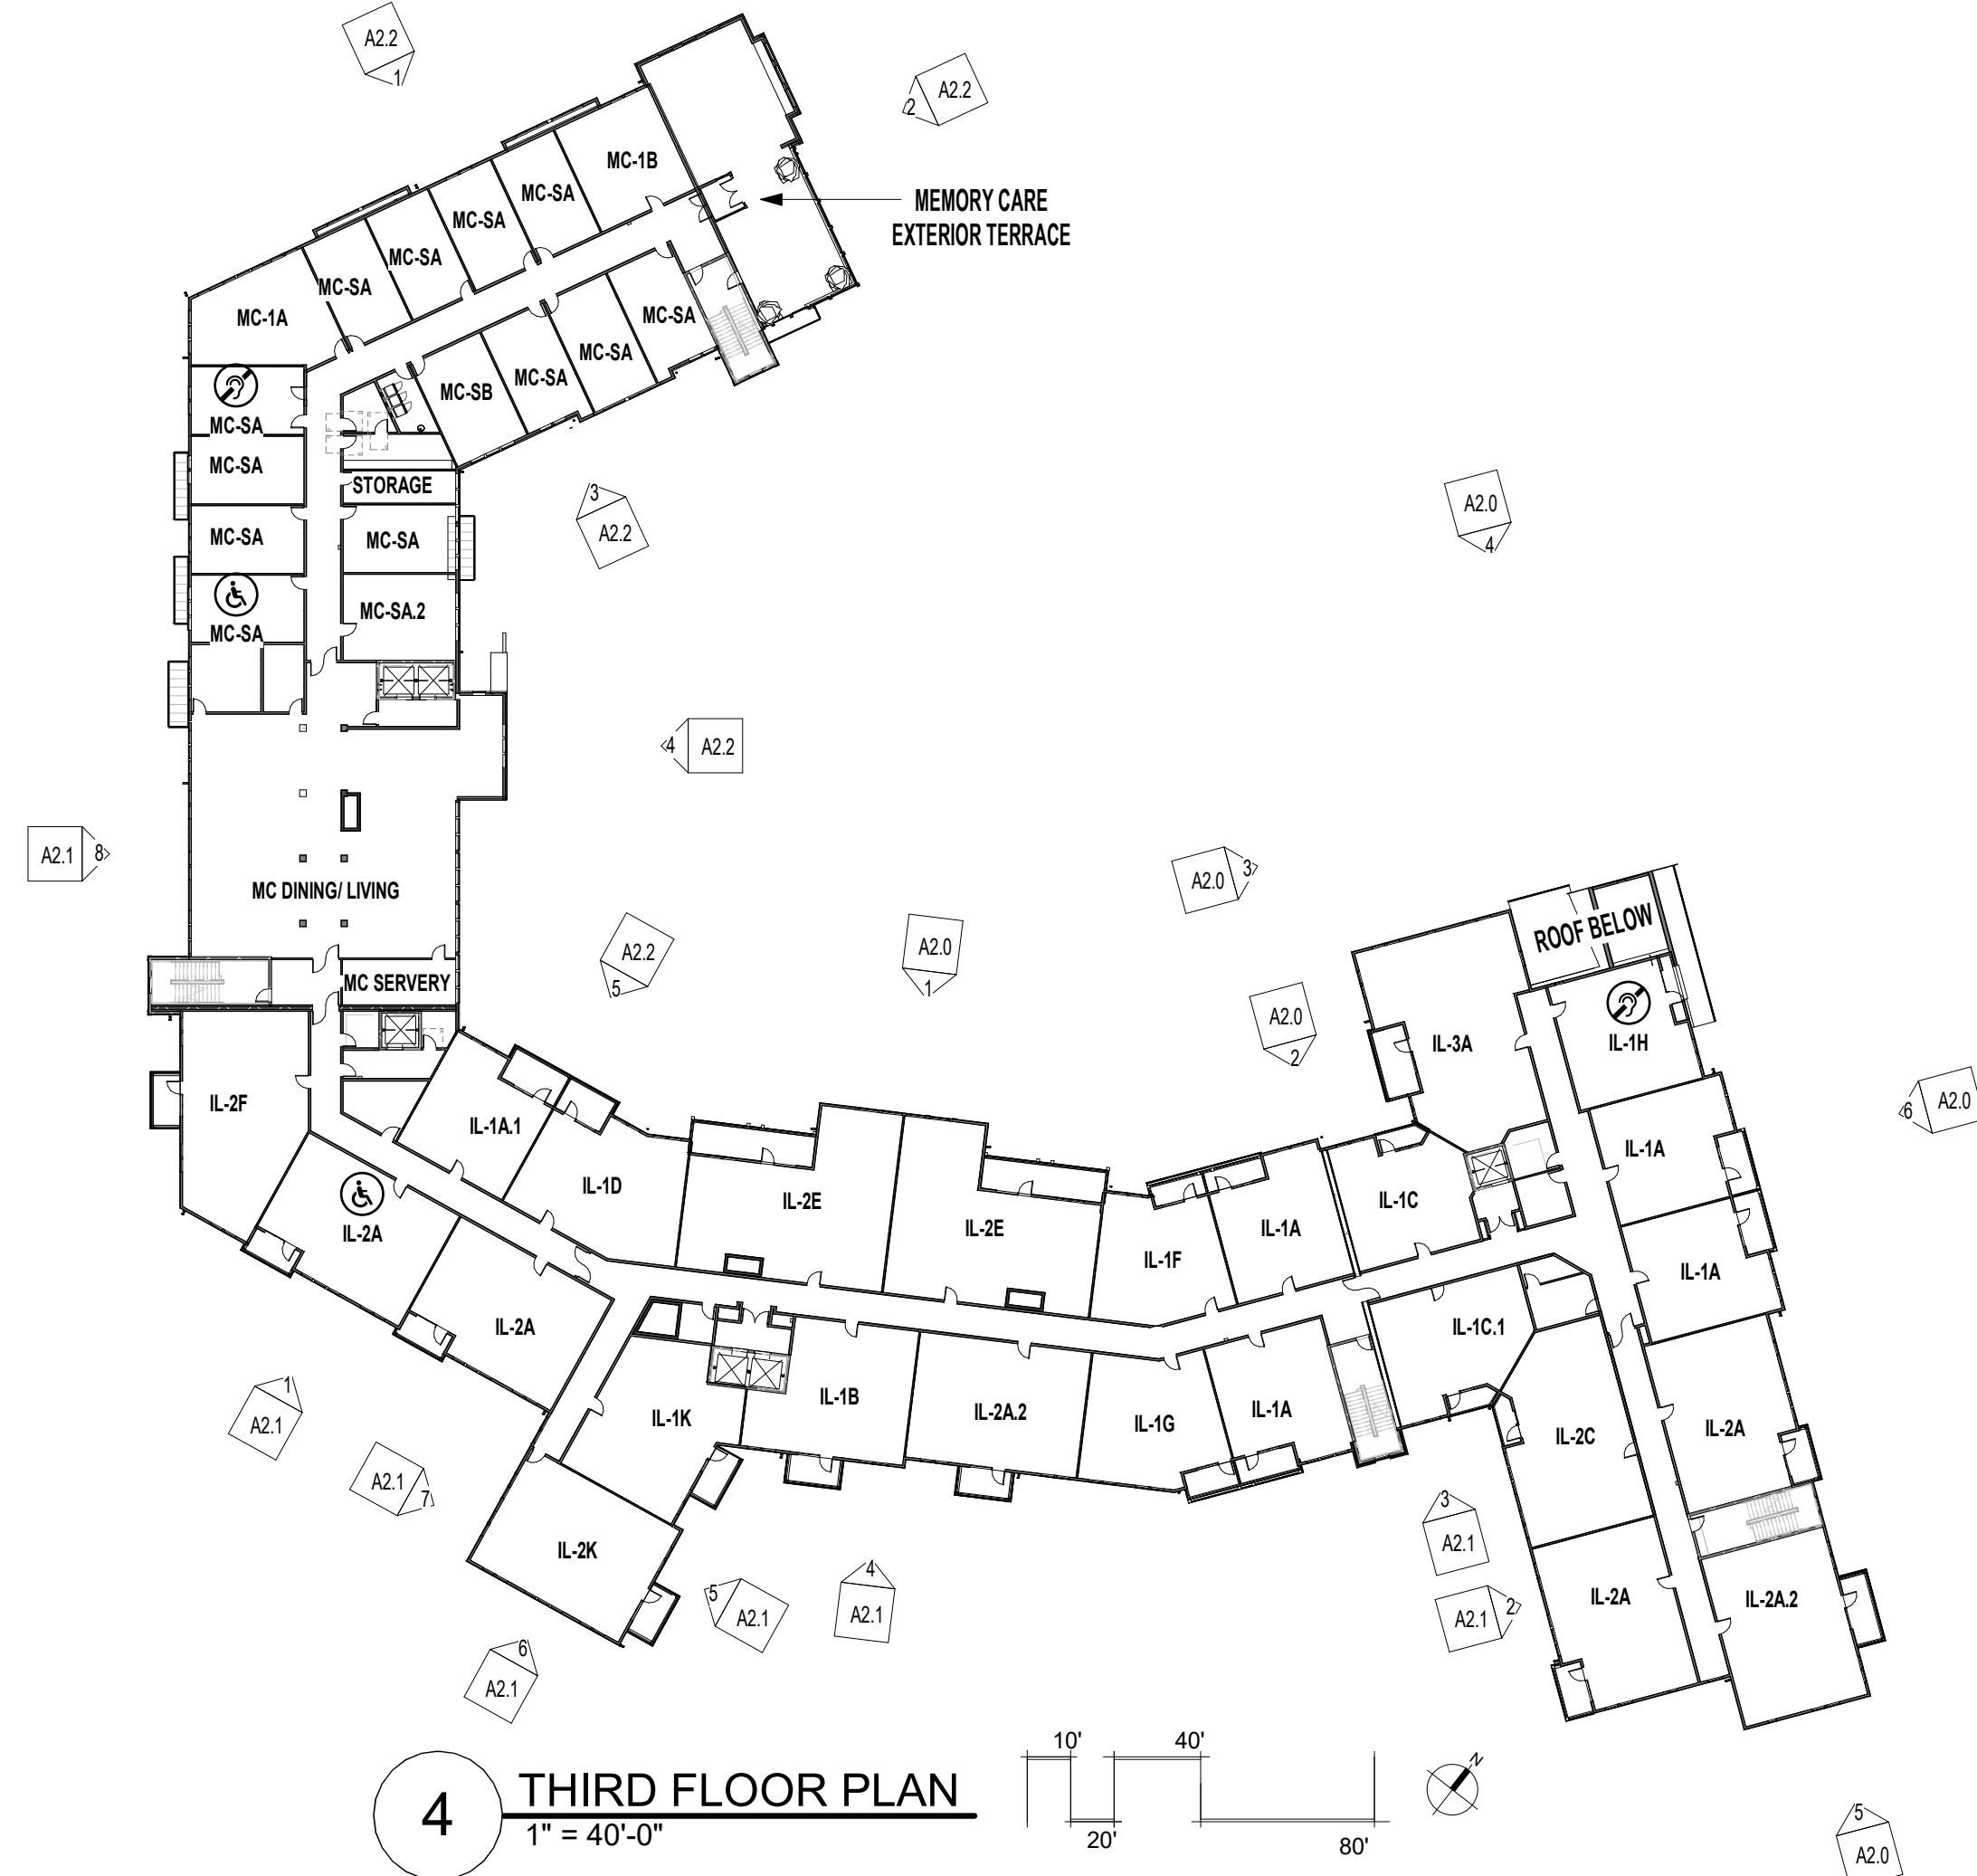 A2.2
1
2
A2.2
MC-1B
MC-SA
MC-SA
MC-SA
MC-SA
MC-1A
MEMORY CARE
EXTERIOR TERRACE
MC-SA
MC-SA
MC-SA
MC-SB
MC-SA
MC-SA
STORAGE
MC-SA
MC-SA
MC-SA.2
MC-SA
3
A2.2
A2.0
4
4
A2.2
A2.1
8
MC DINING/ LIVING
MC SERVERY
A2.2
5
A2.0
1
A2.0
3
A2.0
2
ROOF BELOW
IL-3A
IL-1H
6
A2.0
IL-2F
IL-1A.1
IL-1D
IL-2E
IL-2E
IL-1F
IL-1A
IL-1C
IL-1A
IL-1A
IL-2A
IL-2A
IL-1K
IL-1B
IL-2A.2
IL-1G
IL-1A
IL-1C.1
IL-2C
IL-2A
IL-2K
IL-2A
IL-2A.2
1
A2.1
A2.1
7
6
A2.1
5
A2.1
4
A2.1
3
A2.1
A2.1
2
4
THIRD FLOOR PLAN
1" = 40'-0"
10'
40'
20'
80'
N
5
A2.0